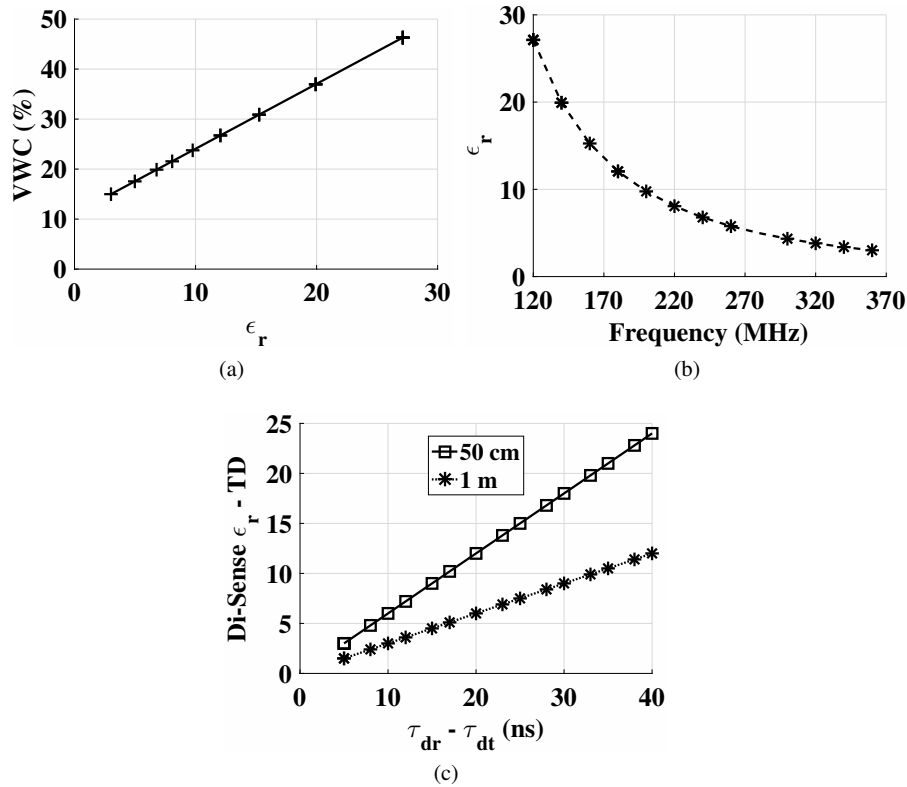 50
40
30
20
10
0
VWC (%)
0 10 20 30
ϵr
(a)
30
20
10
0
ϵr
120 170 220 270 320 370
Frequency (MHz)
(b)
25
20
15
10
5
0
Di-Sense ϵr - TD
50 cm
1 m
0 10 20 30 40
τdr - τdt (ns)
(c)